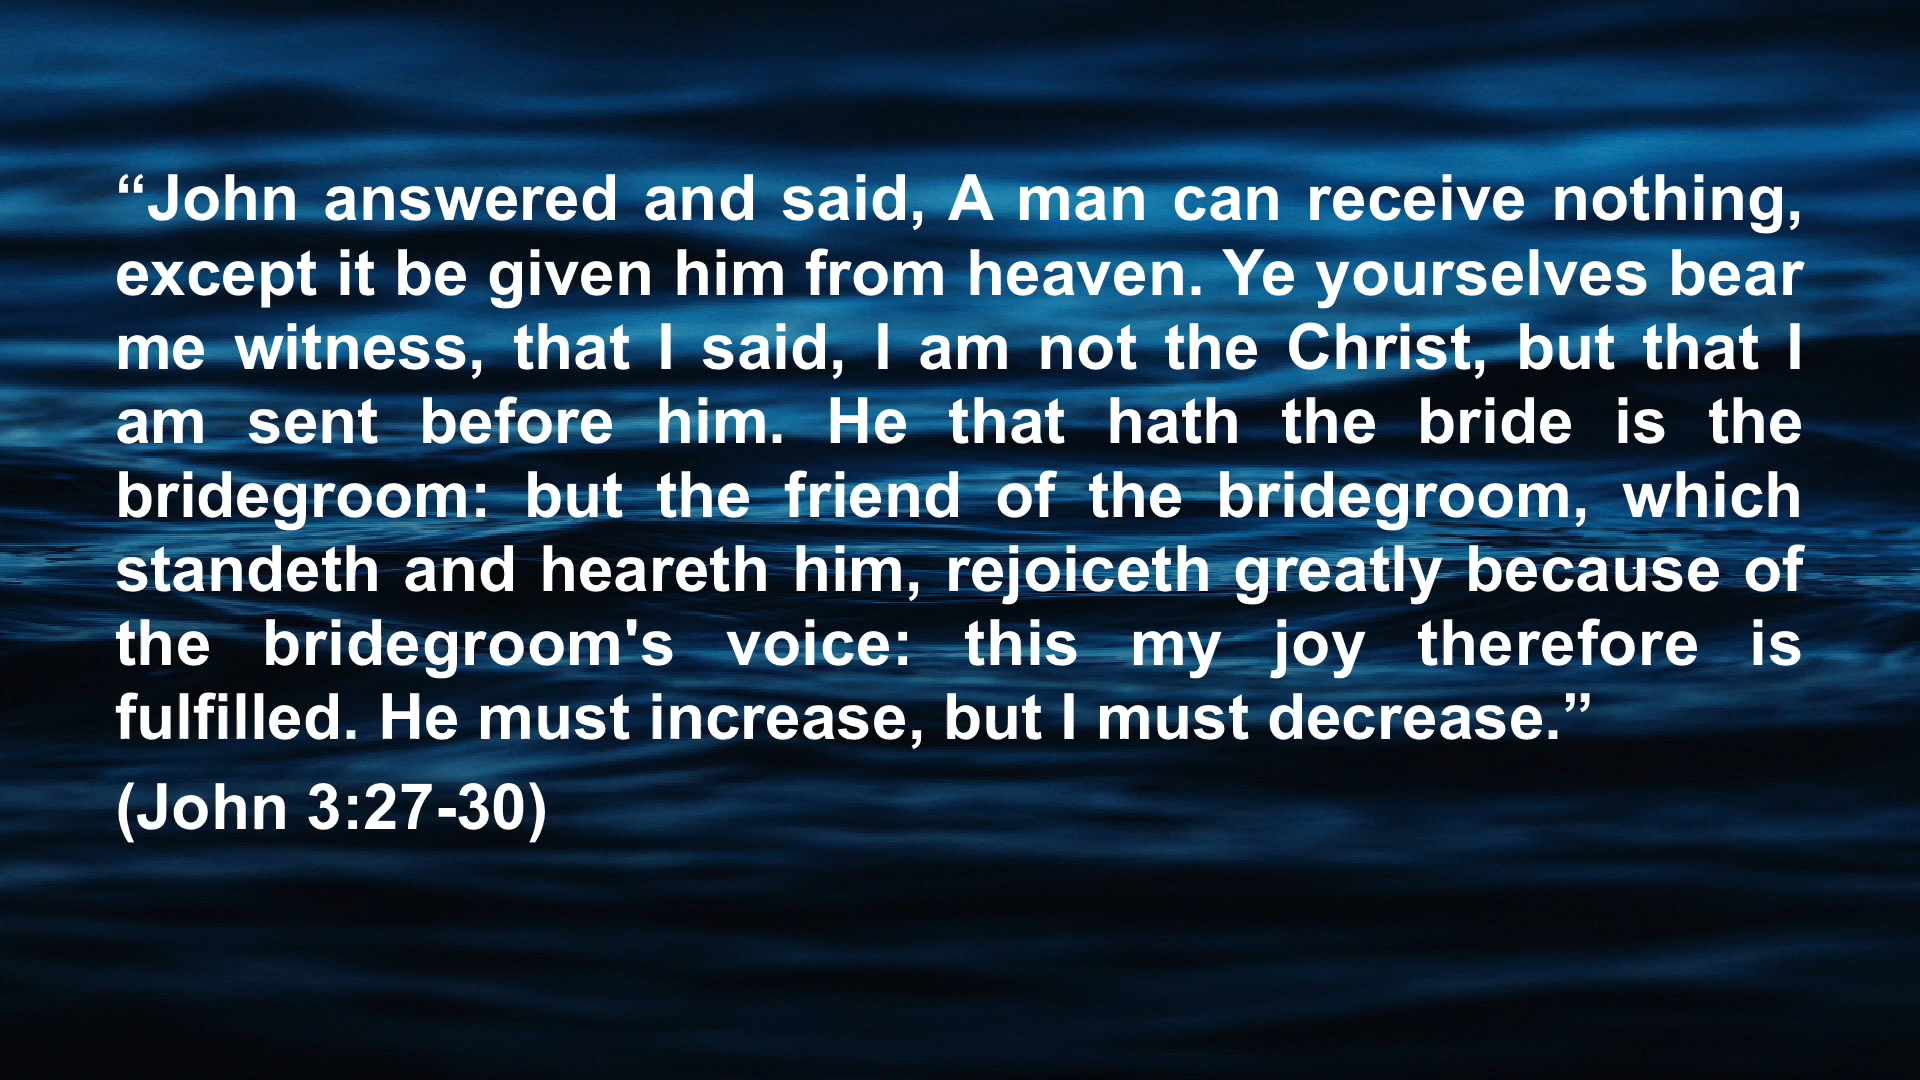 “John answered and said, A man can receive nothing,
except it be given him from heaven. Ye yourselves bear
me witness, that I said, I am not the Christ, but that I
am sent before him. He that hath the bride is the
bridegroom: but the friend of the bridegroom, which
standeth and heareth him, rejoiceth greatly because of
the bridegroom's voice: this my joy therefore is
fulfilled. He must increase, but I must decrease.”
(John 3:27-30)